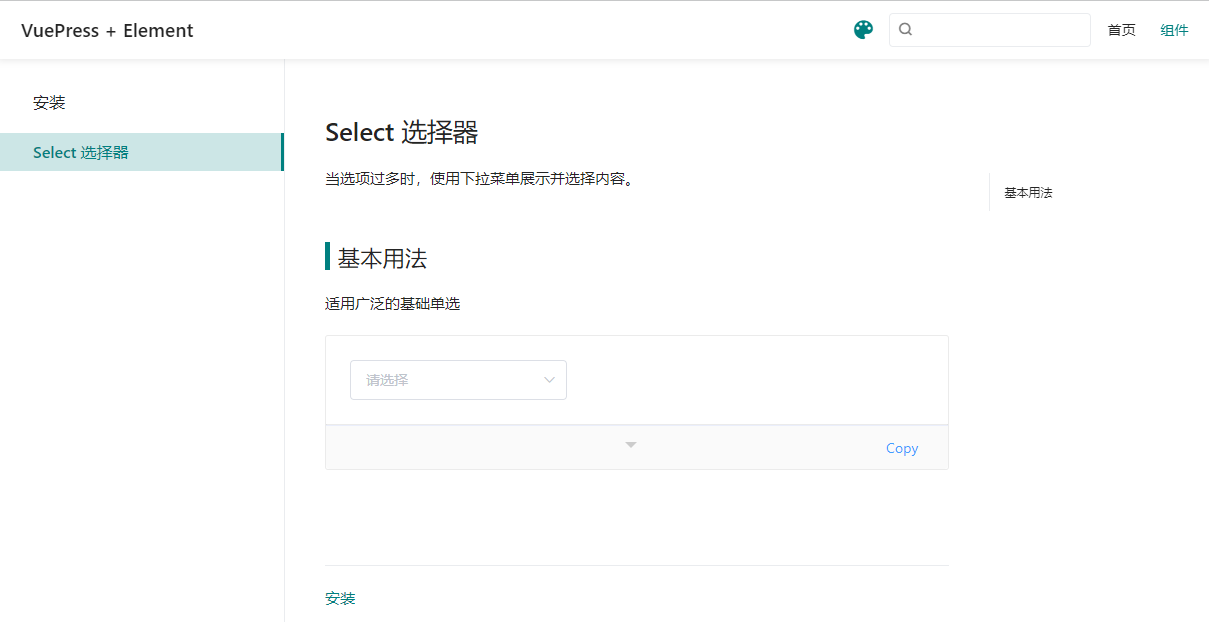 VuePress + Element
首页
组件
安装
Select 选择器
Select 选择器
当选项过多时，使用下拉菜单展示并选择内容。
基本用法
基本用法
适用广泛的基础单选
请选择
Copy
安装